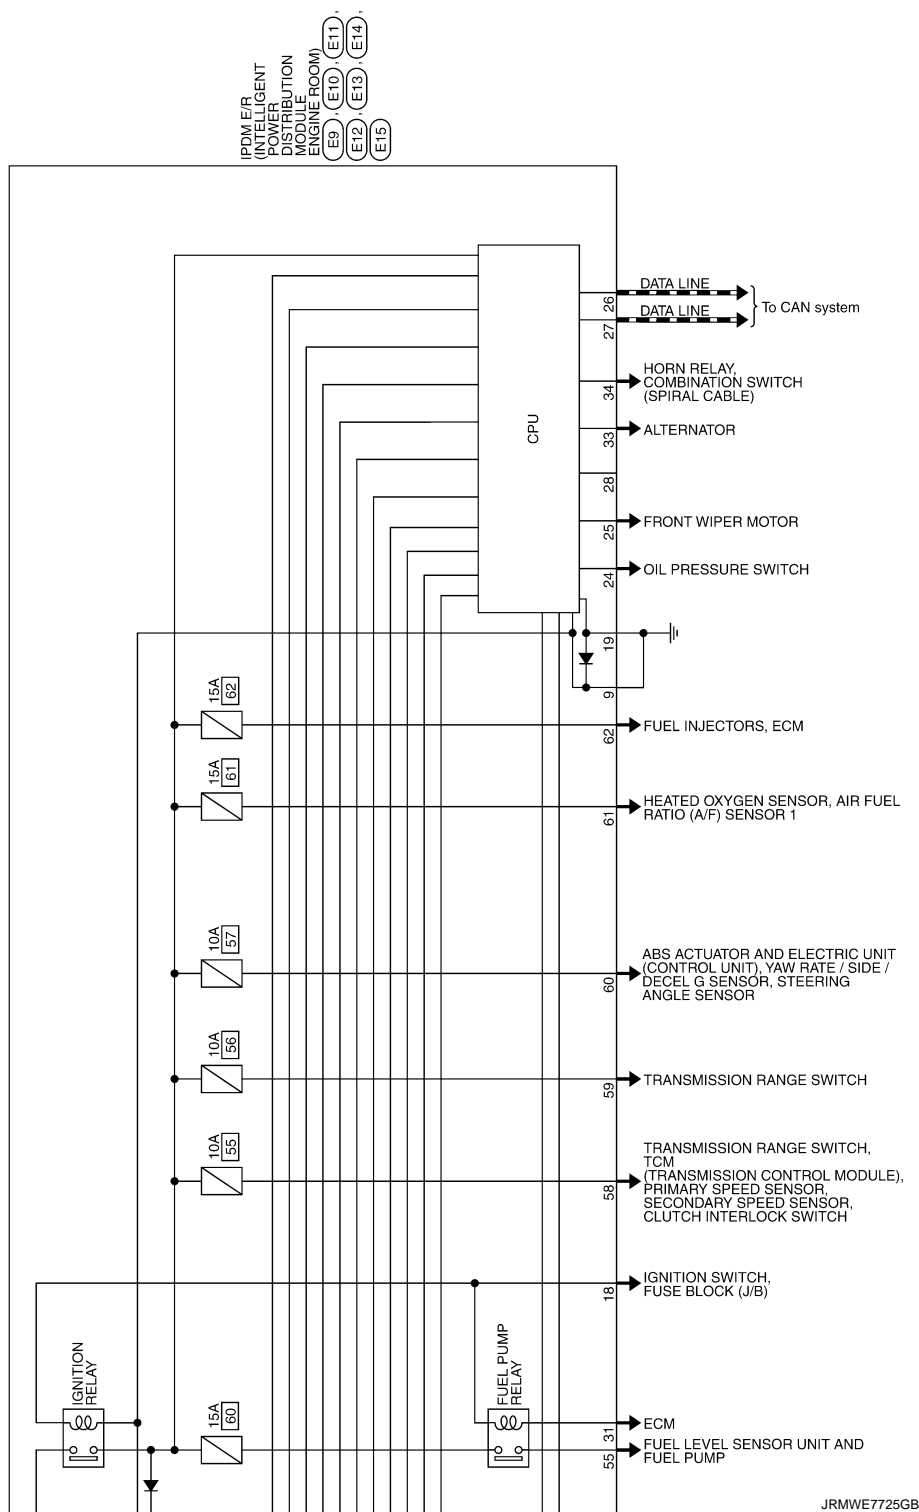 IPDM E/R
(INTELLIGENT
POWER
DISTRIBUTION
MODULE
ENGINE ROOM)
E9 , E10 , E11 ,
E12 , E13 , E14 ,
E15
CPU
26
DATA LINE
27
DATA LINE
To CAN system
34
HORN RELAY,
COMBINATION SWITCH
(SPIRAL CABLE)
33
ALTERNATOR
28
25
FRONT WIPER MOTOR
24
OIL PRESSURE SWITCH
19
9
15A
62
62
FUEL INJECTORS, ECM
15A
61
61
HEATED OXYGEN SENSOR, AIR FUEL
RATIO (A/F) SENSOR 1
10A
57
60
ABS ACTUATOR AND ELECTRIC UNIT
(CONTROL UNIT), YAW RATE / SIDE /
DECEL G SENSOR, STEERING
ANGLE SENSOR
10A
56
59
TRANSMISSION RANGE SWITCH
10A
55
58
TRANSMISSION RANGE SWITCH,
TCM
(TRANSMISSION CONTROL MODULE),
PRIMARY SPEED SENSOR,
SECONDARY SPEED SENSOR,
CLUTCH INTERLOCK SWITCH
18
IGNITION SWITCH,
FUSE BLOCK (J/B)
IGNITION
RELAY
15A
60
FUEL PUMP
RELAY
31
ECM
55
FUEL LEVEL SENSOR UNIT AND
FUEL PUMP
JRMWE7725GB